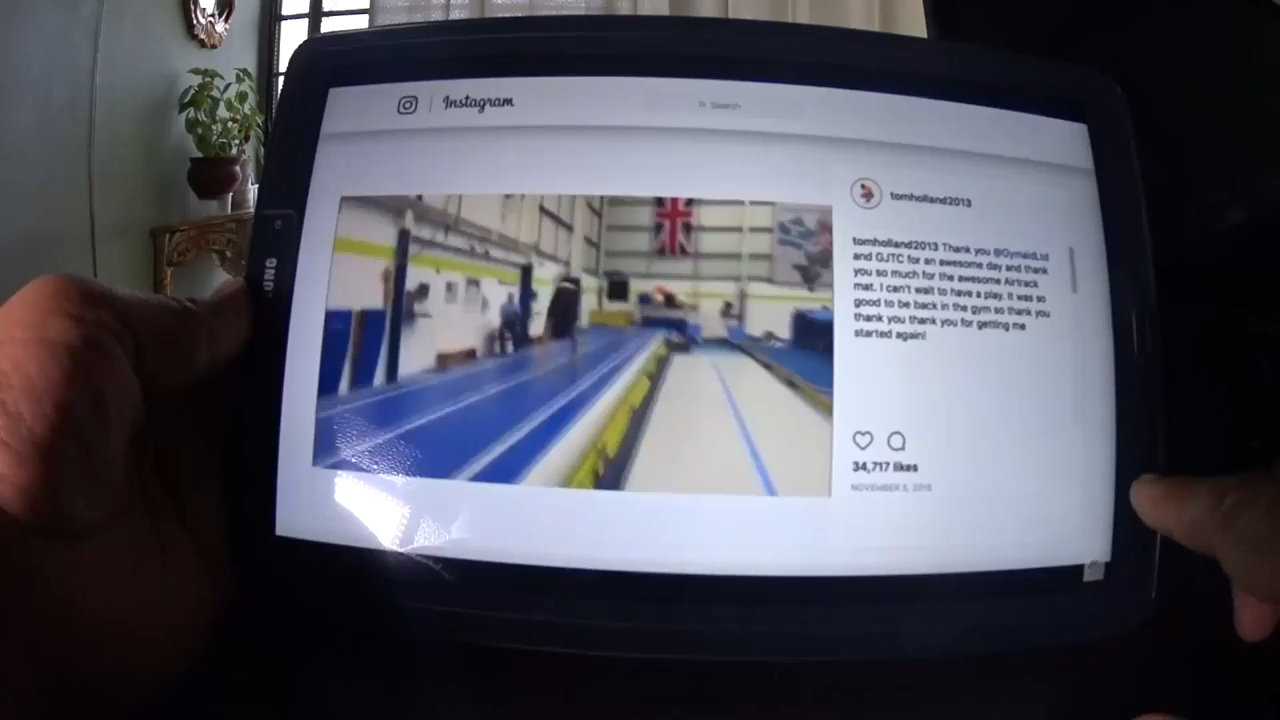 Instagram
Search
tomholland2013
tomholland2013 Thank you @GymaidLtd
and GJTC for an awesome day and thank
you so much for the awesome Airtrack
mat. I can't wait to have a play. It was so
good to be back in the gym so thank you
thank you thank you for getting me
started again!
34,717 likes
NOVEMBER 5, 2015